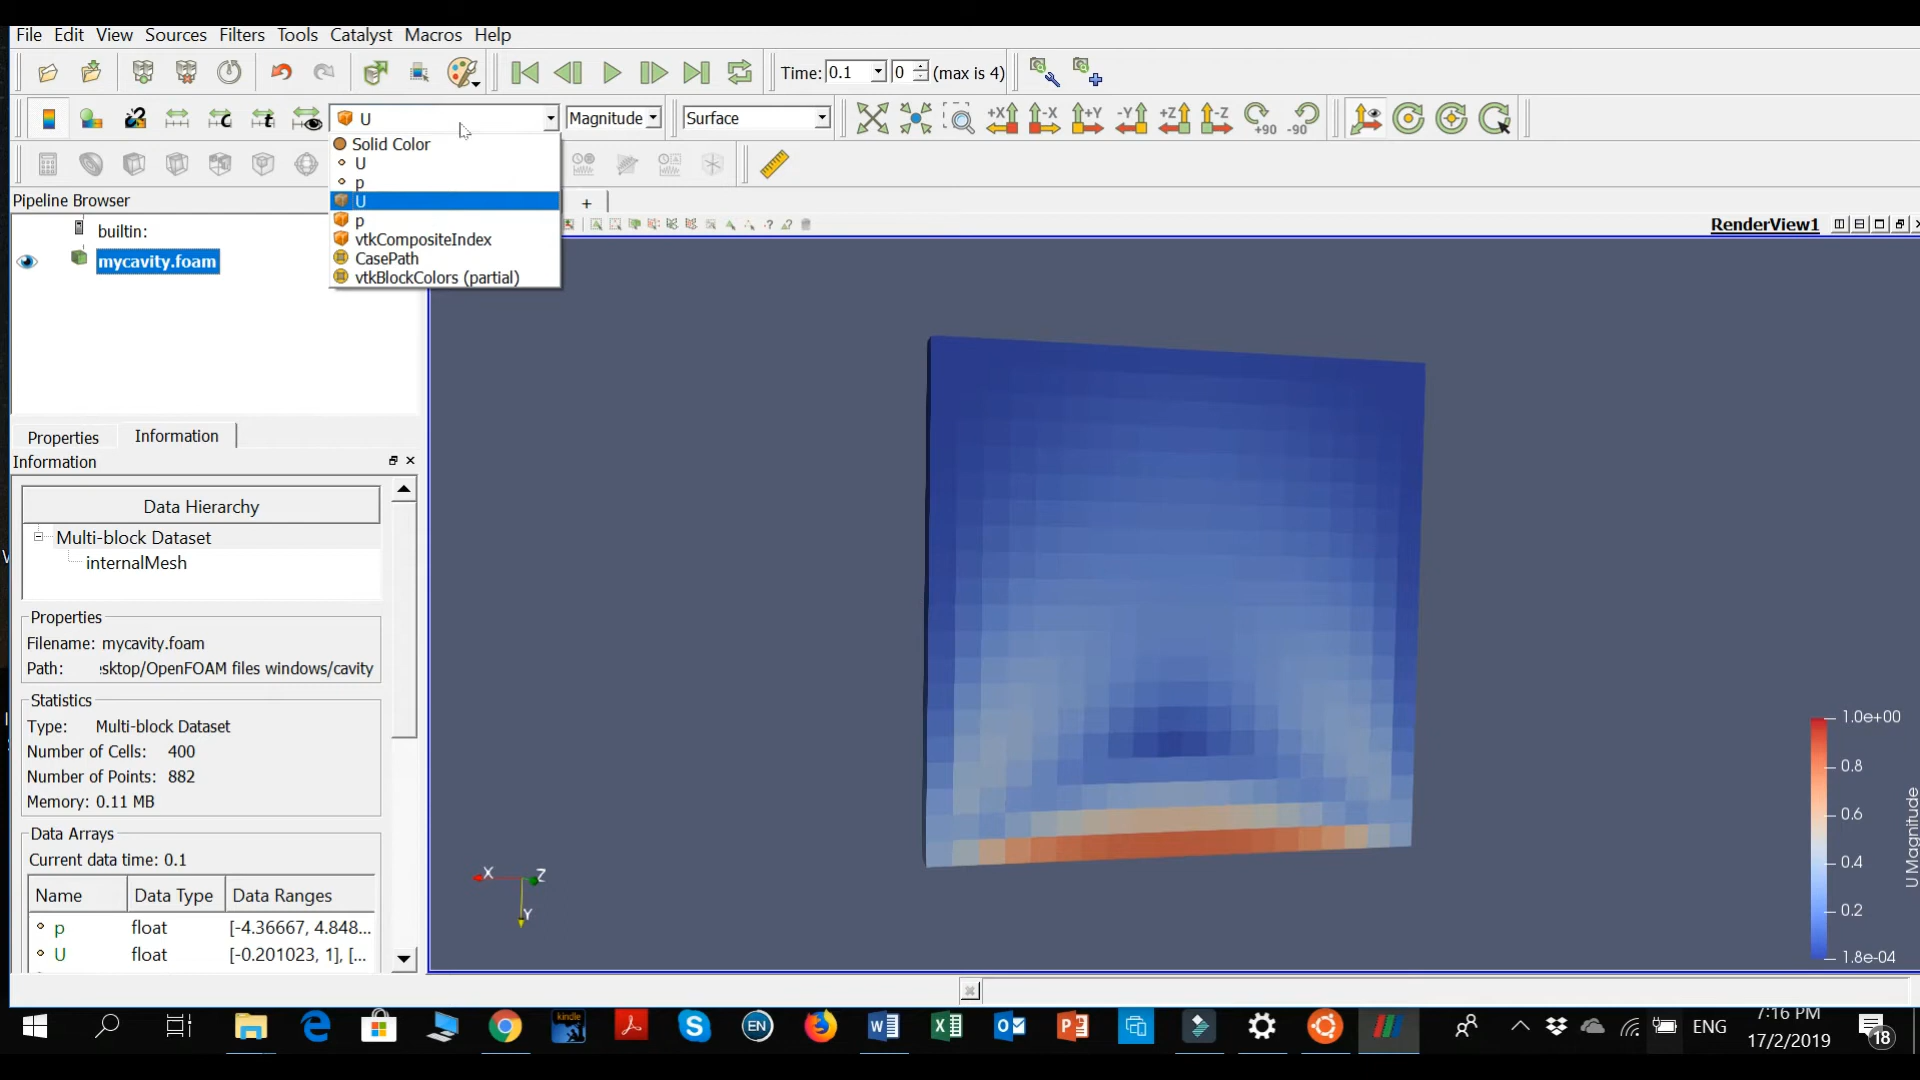 File Edit View Sources Filters Tools Catalyst Macros Help
Time: 0.1 0 (max is 4)
U Magnitude Surface +X -X +Y -Y +Z -Z +90 -90
Solid Color
U
p
U
p
vtkCompositeIndex
CasePath
vtkBlockColors (partial)
Pipeline Browser
builtin:
mycavity.foam
+
RenderView1
Properties Information
Information
Data Hierarchy
Multi-block Dataset
internalMesh
Properties
Filename: mycavity.foam
Path: :sktop/OpenFOAM files windows/cavity
Statistics
Type: Multi-block Dataset
Number of Cells: 400
Number of Points: 882
Memory: 0.11 MB
Data Arrays
Current data time: 0.1
Name Data Type Data Ranges
p float [-4.36667, 4.848...
U float [-0.201023, 1], [...
X Z
Y
1.0e+00
0.8
0.6
0.4
0.2
1.8e-04
U Magnitude
kindle
EN
ENG
7:16 PM
17/2/2019
18